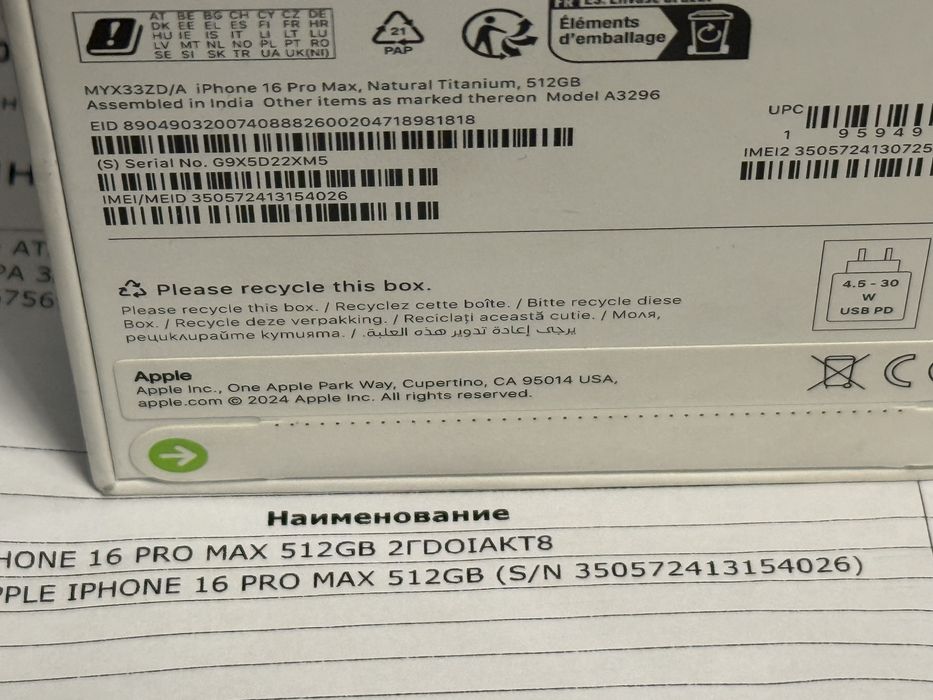 AT BE BG CH CY CZ DE
DK EE EL ES FI FR HR
HU IE IS IT LI LT LU
LV MT NL NO PL PT RO
SE SI SK TR UA UK(NI)
21
PAP
Éléments
d'emballage
MYX33ZD/A iPhone 16 Pro Max, Natural Titanium, 512GB
Assembled in India Other items as marked thereon Model A3296
EID 89049032007408882600204718981818
(S) Serial No. G9X5D22XM5
IMEI/MEID 350572413154026
UPC
1 95949
IMEI2 3505724130725
Please recycle this box.
Please recycle this box. / Recyclez cette boîte. / Bitte recycle diese
Box. / Recycle deze verpakking. / Reciclați această cutie. / Моля,
рециклирайте кутията. / يرجى إعادة تدوير هذه العلبة.
4.5 - 30
W
USB PD
Apple
Apple Inc., One Apple Park Way, Cupertino, CA 95014 USA,
apple.com © 2024 Apple Inc. All rights reserved.
Наименование
HONE 16 PRO MAX 512GB 2ГDOIAKT8
PPLE IPHONE 16 PRO MAX 512GB (S/N 350572413154026)